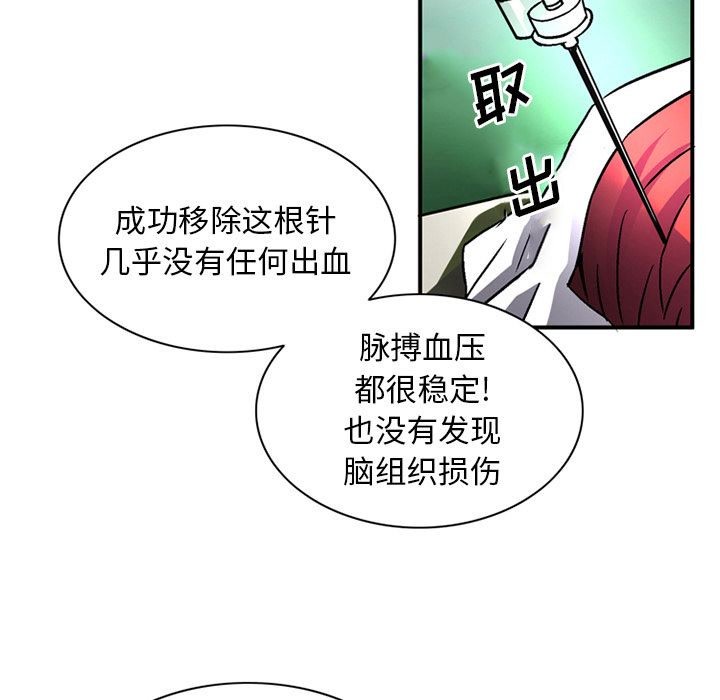 取
出
成功移除这根针
几乎没有任何出血
脉搏血压
都很稳定!
也没有发现
脑组织损伤